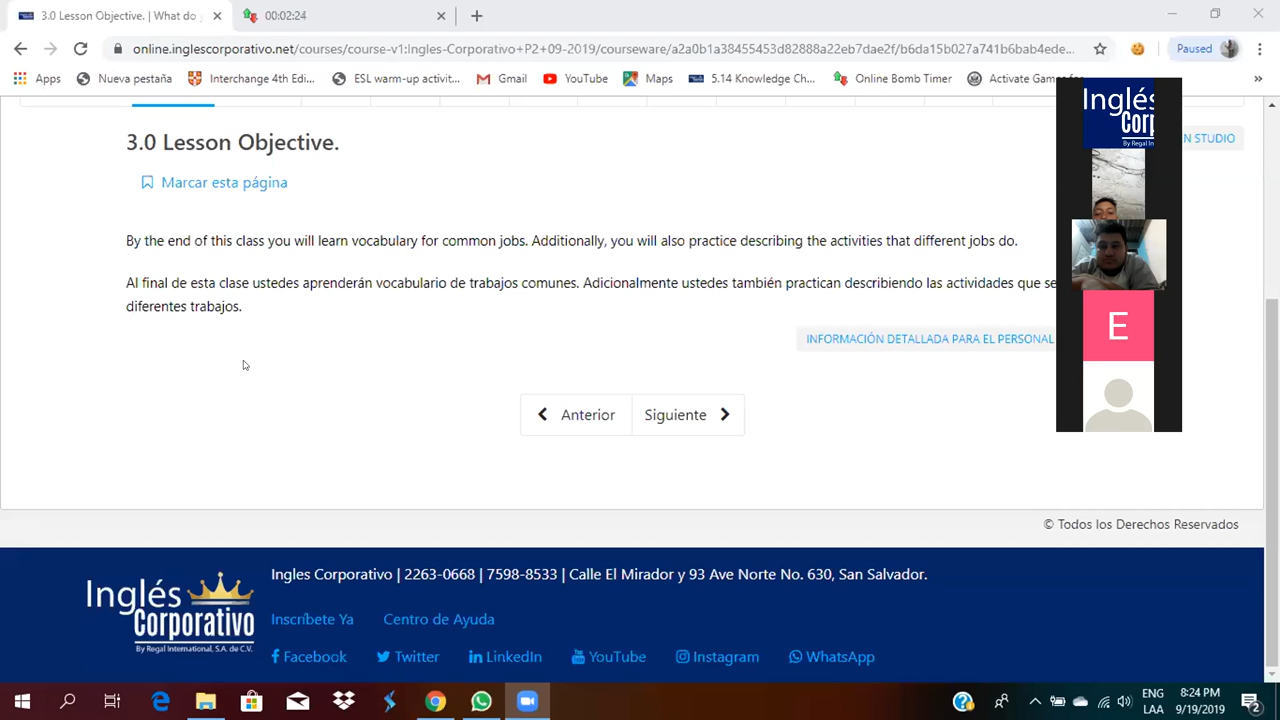 3.0 Lesson Objective. | What do
00:02:24
online.inglescorporativo.net/courses/course-v1:Ingles-Corporativo+P2+09-2019/courseware/a2a0b1a38455453d82888a22eb7dae2f/b6da15b027a741b6bab4ede...
Paused
Apps
Nueva pestaña
Interchange 4th Edi...
ESL warm-up activit...
Gmail
YouTube
Maps
5.14 Knowledge Ch...
Online Bomb Timer
Activate Games for
»
3.0 Lesson Objective.
N STUDIO
Marcar esta página
By the end of this class you will learn vocabulary for common jobs. Additionally, you will also practice describing the activities that different jobs do.
Al final de esta clase ustedes aprenderán vocabulario de trabajos comunes. Adicionalmente ustedes también practican describiendo las actividades que se
diferentes trabajos.
INFORMACIÓN DETALLADA PARA EL PERSONAL
Anterior
Siguiente
Inglés
Corp
By Regal In
E
© Todos los Derechos Reservados
Inglés
Corporativo
By Regal International, S.A. de C.V.
Ingles Corporativo | 2263-0668 | 7598-8533 | Calle El Mirador y 93 Ave Norte No. 630, San Salvador.
Inscríbete Ya
Centro de Ayuda
Facebook
Twitter
LinkedIn
YouTube
Instagram
WhatsApp
ENG
LAA
8:24 PM
9/19/2019
2